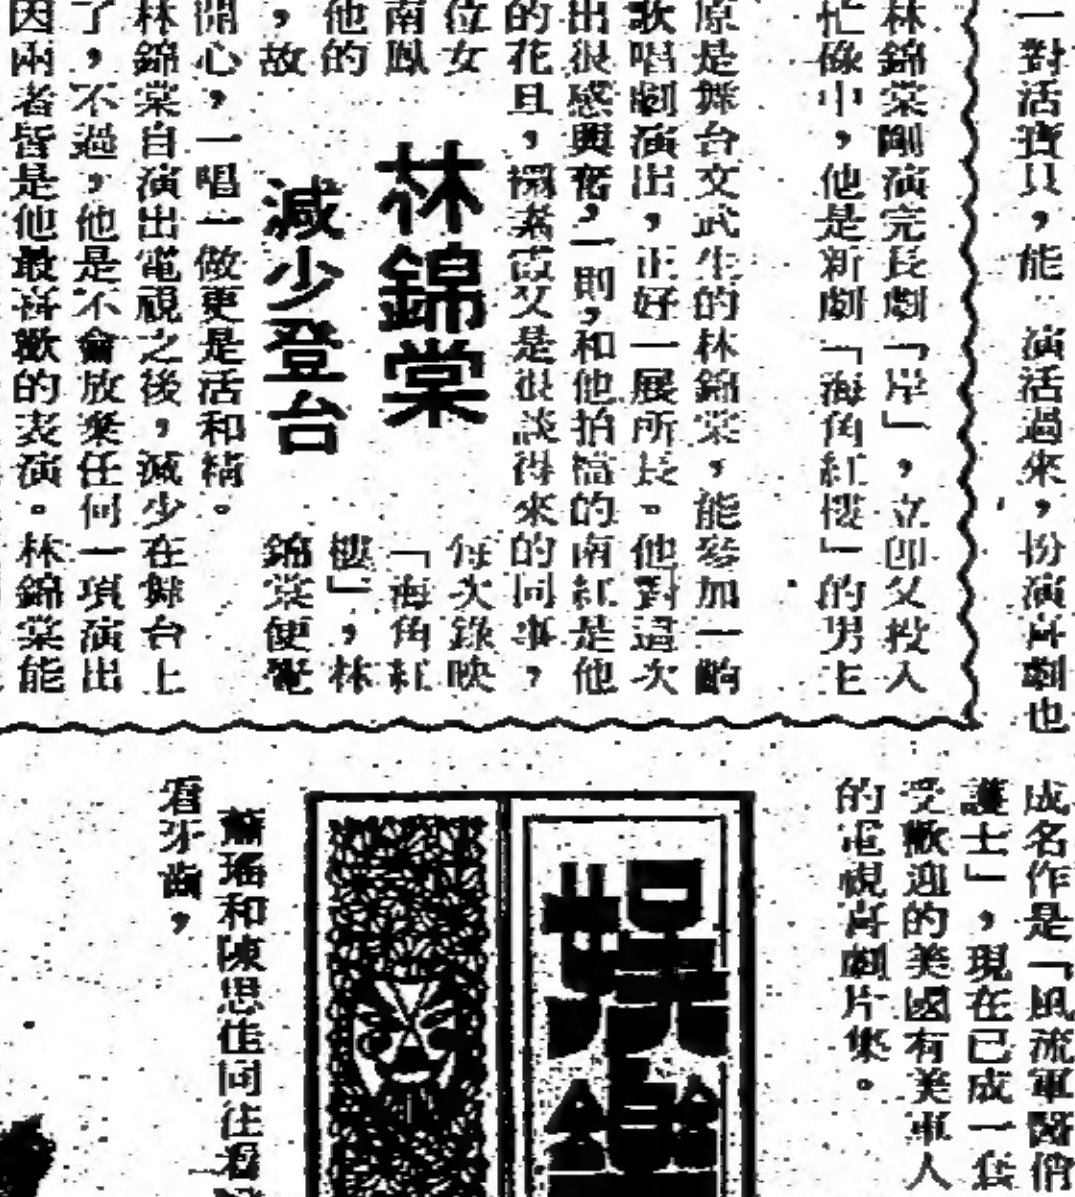 一對活寶貝，能
演活過來，扮演喜劇也
林錦棠剛演完長劇「岸」，立即又投入
忙碌中，他是新劇「海角紅樓」的男主
原是舞台文武生的林錦棠，能參加一齣
歌唱劇演出，正好一展所長。他對這次
出很感興奮，一則，和他拍檔的南紅是他
的花旦，
又是很談得來的同事，
位女
南鳳
他的
，故
林錦棠
減少登台
每次錄映
「海角紅
樓」，林
錦棠便覺
開心，一唱一做更是活和精。
林錦棠自演出電視之後，減少在舞台上
了，不過，他是不會放棄任何一項演出
因兩者皆是他最喜歡的表演。林錦棠能
成名作是「風流軍醫俏
護士」，現在已成一套
受歡迎的美國有美軍人
的電視喜劇片集。
娛樂
蕭瑤和陳思佳同往看
看牙齒，